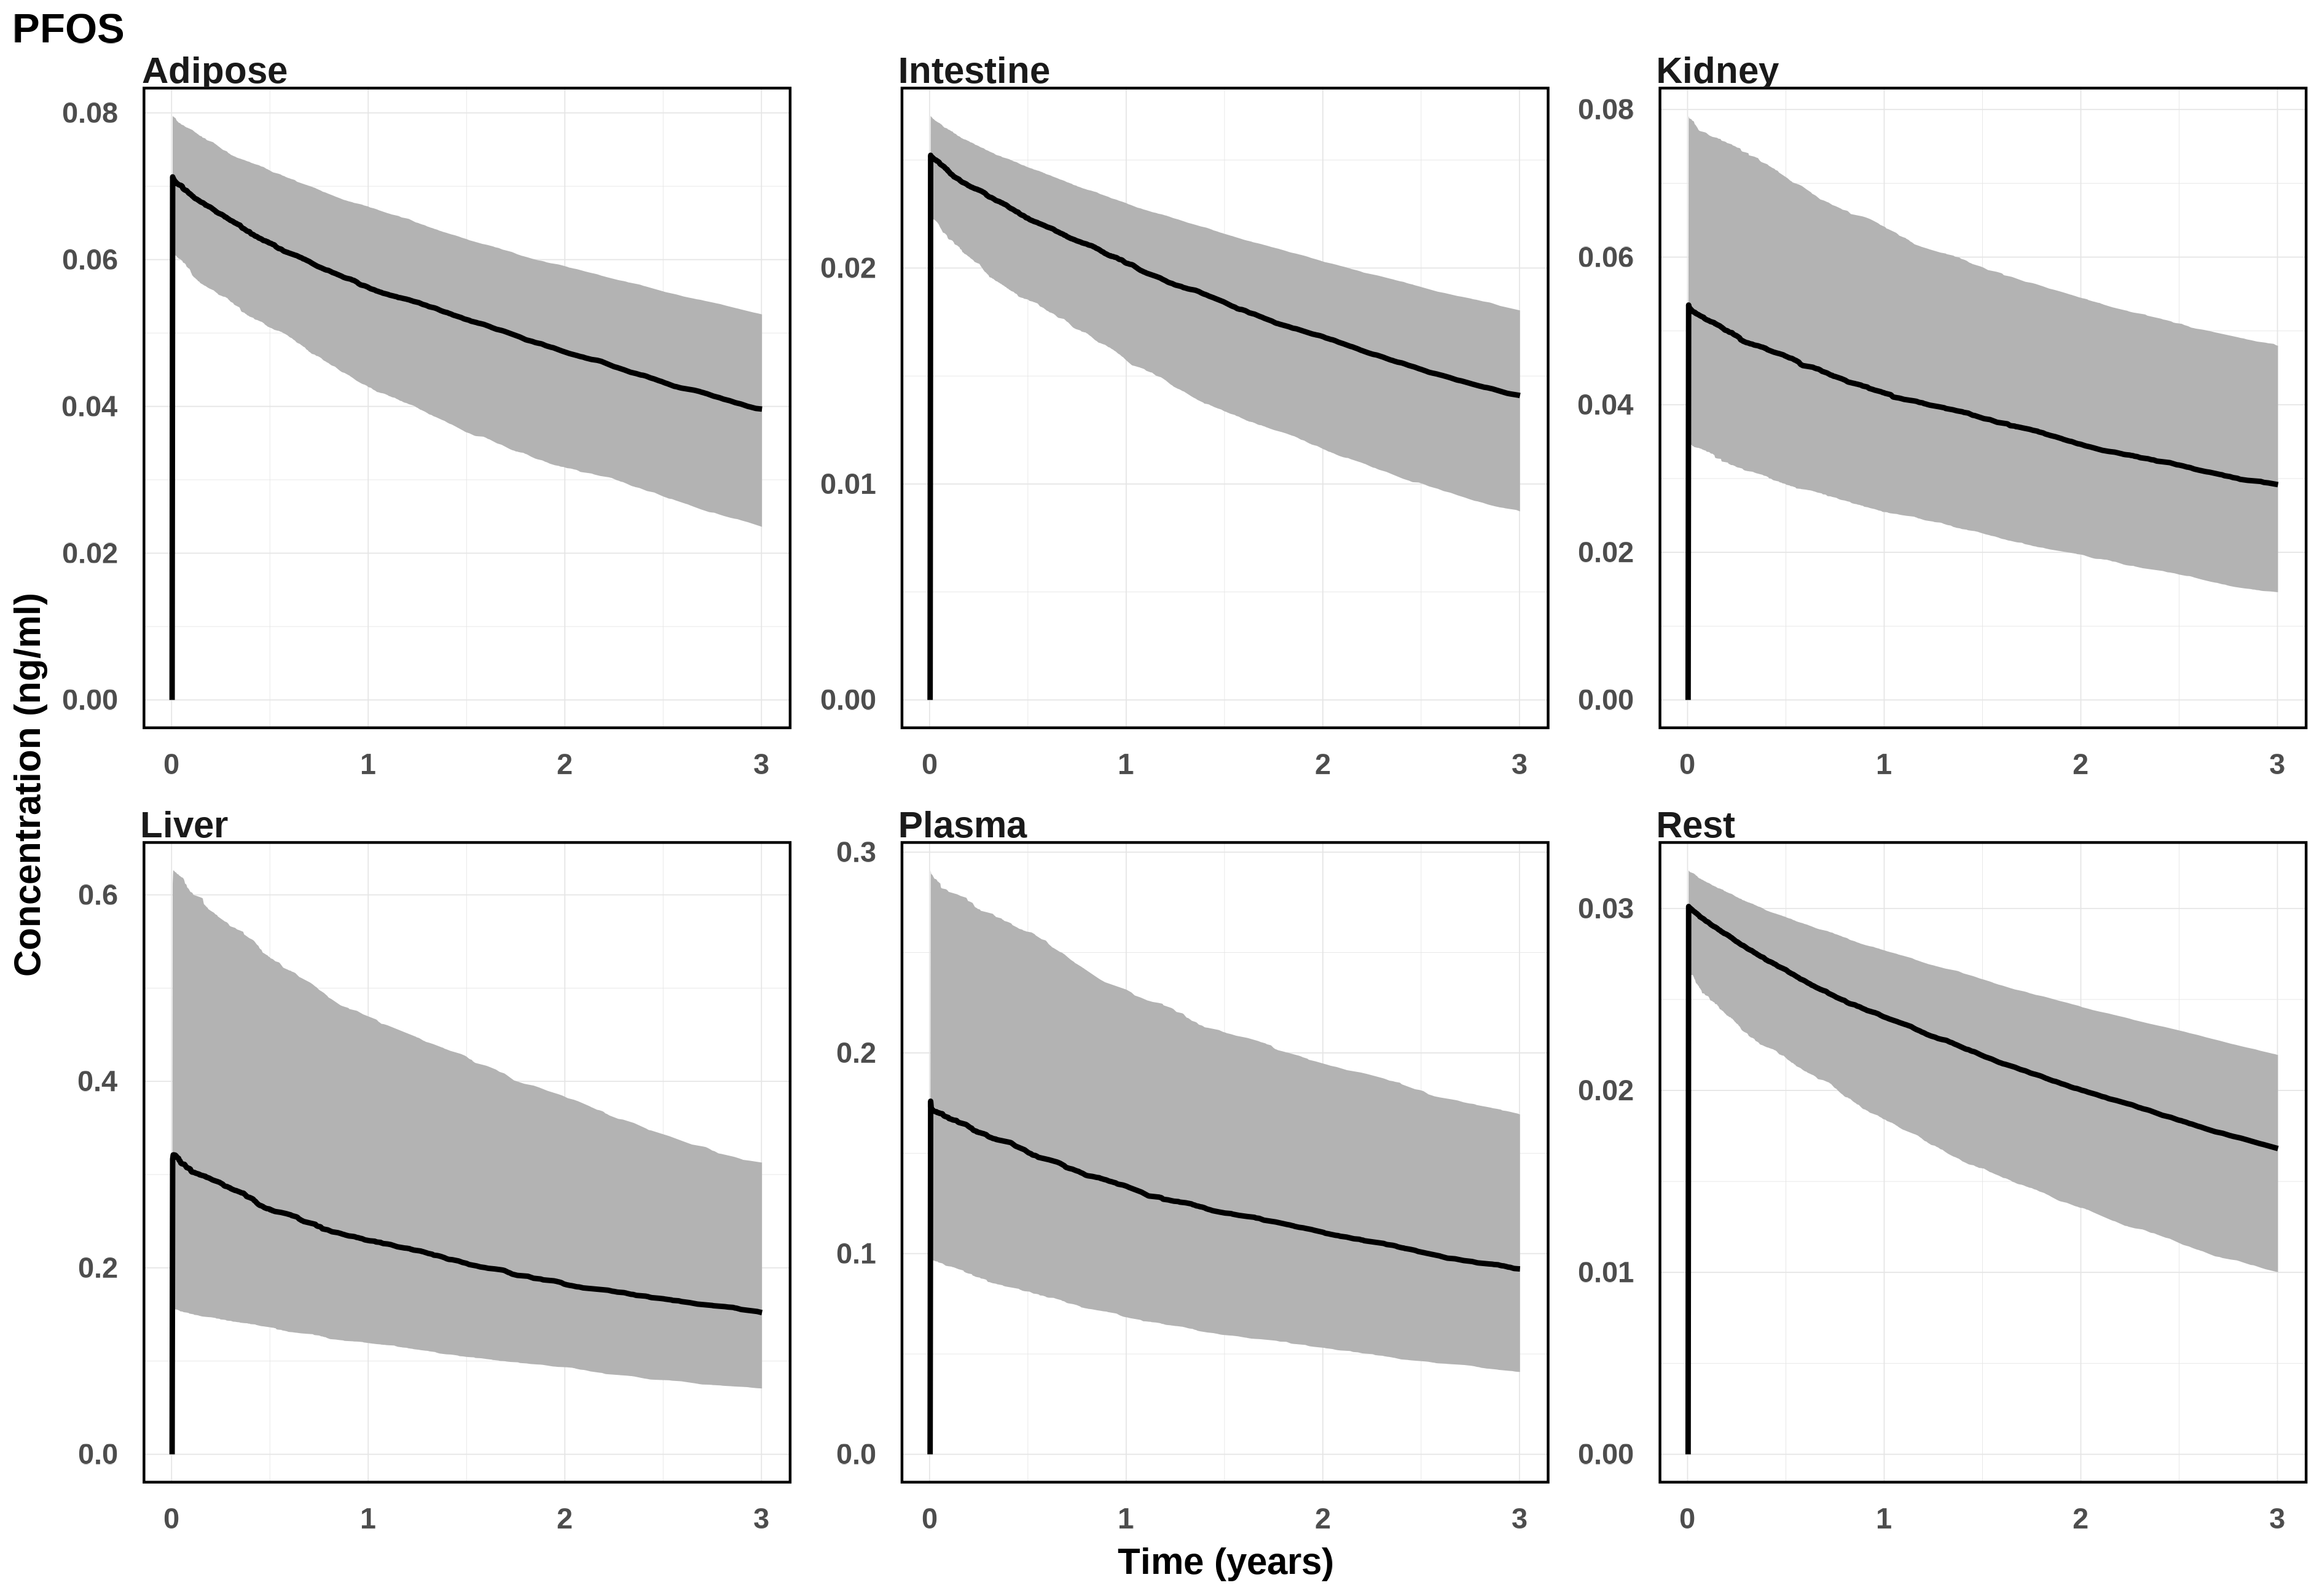 PFOS
Adipose Intestine Kidney
0.08 0.08
0.06 0.02 0.06
0.04 0.01 0.04
0.02 0.02
0.00 0.00 0.00
0 1 2 3 0 1 2 3 0 1 2 3
Concentration (ng/ml)
Liver Plasma Rest
0.6 0.3 0.03
0.4 0.2 0.02
0.2 0.1 0.01
0.0 0.0 0.00
0 1 2 3 0 1 2 3 0 1 2 3
Time (years)